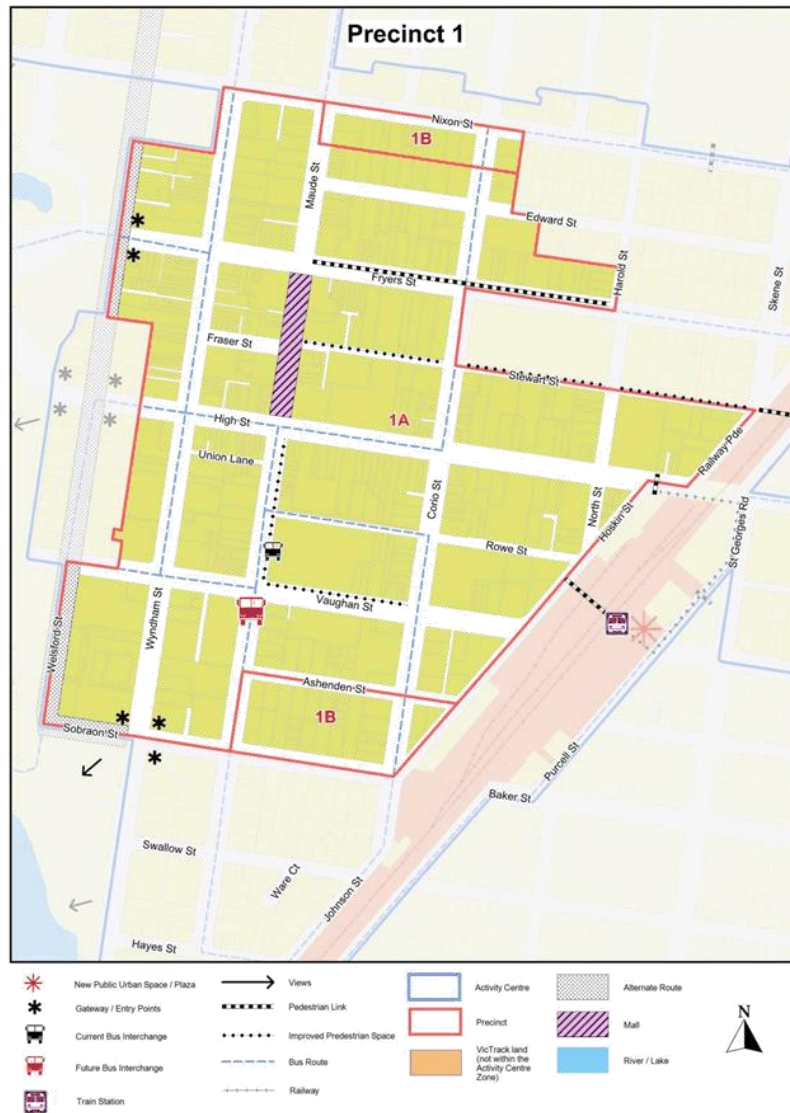 Precinct 1
Nixon St
1B
Maude St
Edward St
Harold St
Skene St
Fryers St
Fraser St
Stewart St
High St
1A
Union Lane
Railway Pde
Corio St
North St
Hoskin St
St Georges Rd
Rowe St
Vaughan St
Wyndham St
Welsford St
Ashenden St
1B
Sobraon St
Purcell St
Baker St
Swallow St
Ware Ct
Johnson St
Hayes St
New Public Urban Space / Plaza
Gateway / Entry Points
Current Bus Interchange
Future Bus Interchange
Train Station
Views
Pedestrian Link
Improved Predestrian Space
Bus Route
Railway
Activity Centre
Precinct
VicTrack land
(not within the
Activity Centre
Zone)
Alternate Route
Mall
River / Lake
N